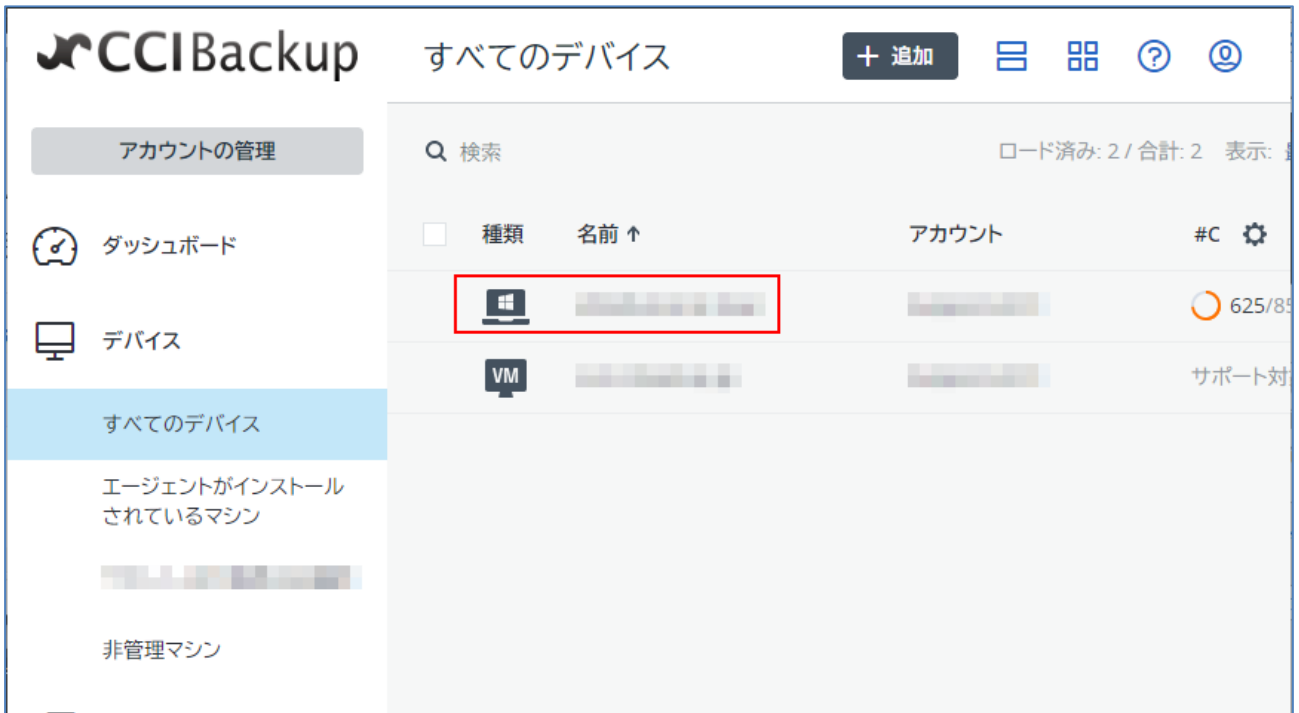 CCIBackup
すべてのデバイス
+ 追加
アカウントの管理
検索
ロード済み: 2 / 合計: 2 表示:
種類 名前 ↑ アカウント #C
ダッシュボード
625/85
デバイス
VM
サポート対
すべてのデバイス
エージェントがインストール
されているマシン
非管理マシン